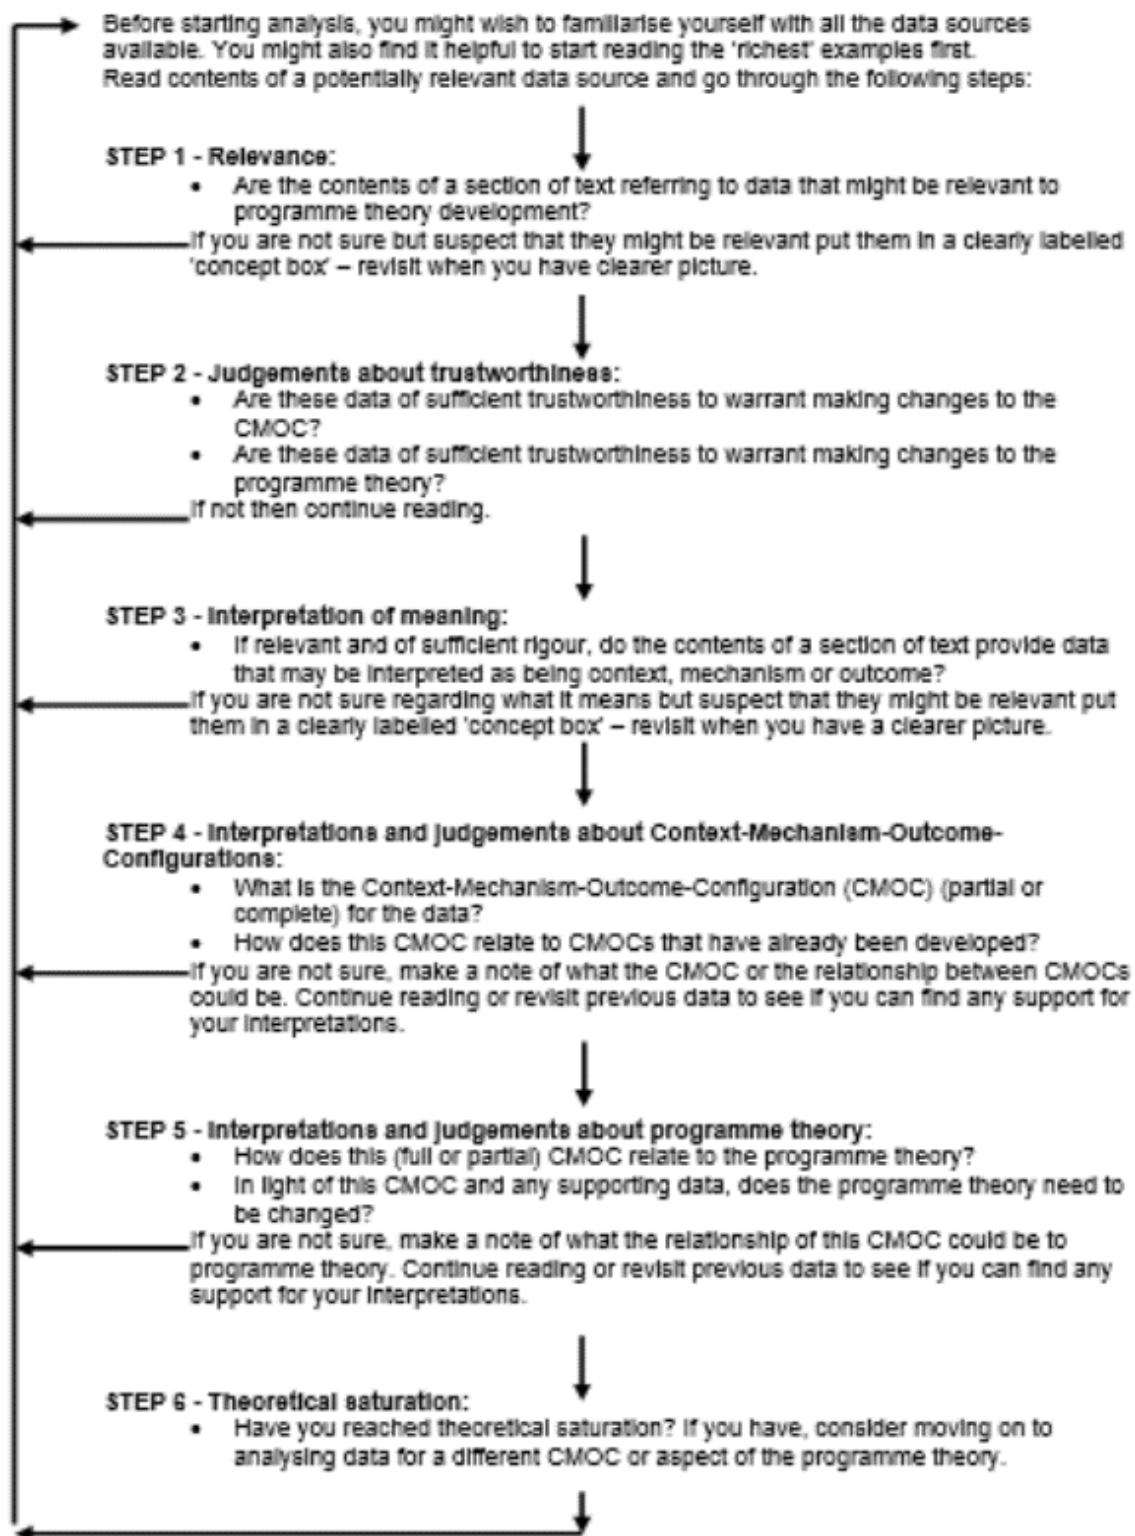 Before starting analysis, you might wish to familiarise yourself with all the data sources
available. You might also find it helpful to start reading the 'richest' examples first.
Read contents of a potentially relevant data source and go through the following steps:
STEP 1 - Relevance:
• Are the contents of a section of text referring to data that might be relevant to
programme theory development?
If you are not sure but suspect that they might be relevant put them in a clearly labelled
'concept box' – revisit when you have clearer picture.
STEP 2 - Judgements about trustworthiness:
• Are these data of sufficient trustworthiness to warrant making changes to the
CMOC?
• Are these data of sufficient trustworthiness to warrant making changes to the
programme theory?
If not then continue reading.
STEP 3 - Interpretation of meaning:
• If relevant and of sufficient rigour, do the contents of a section of text provide data
that may be interpreted as being context, mechanism or outcome?
If you are not sure regarding what it means but suspect that they might be relevant put
them in a clearly labelled 'concept box' – revisit when you have a clearer picture.
STEP 4 - Interpretations and judgements about Context-Mechanism-Outcome-
Configurations:
• What is the Context-Mechanism-Outcome-Configuration (CMOC) (partial or
complete) for the data?
• How does this CMOC relate to CMOCs that have already been developed?
If you are not sure, make a note of what the CMOC or the relationship between CMOCs
could be. Continue reading or revisit previous data to see if you can find any support for
your interpretations.
STEP 5 - Interpretations and judgements about programme theory:
• How does this (full or partial) CMOC relate to the programme theory?
• In light of this CMOC and any supporting data, does the programme theory need to
be changed?
If you are not sure, make a note of what the relationship of this CMOC could be to
programme theory. Continue reading or revisit previous data to see if you can find any
support for your interpretations.
STEP 6 - Theoretical saturation:
• Have you reached theoretical saturation? If you have, consider moving on to
analysing data for a different CMOC or aspect of the programme theory.